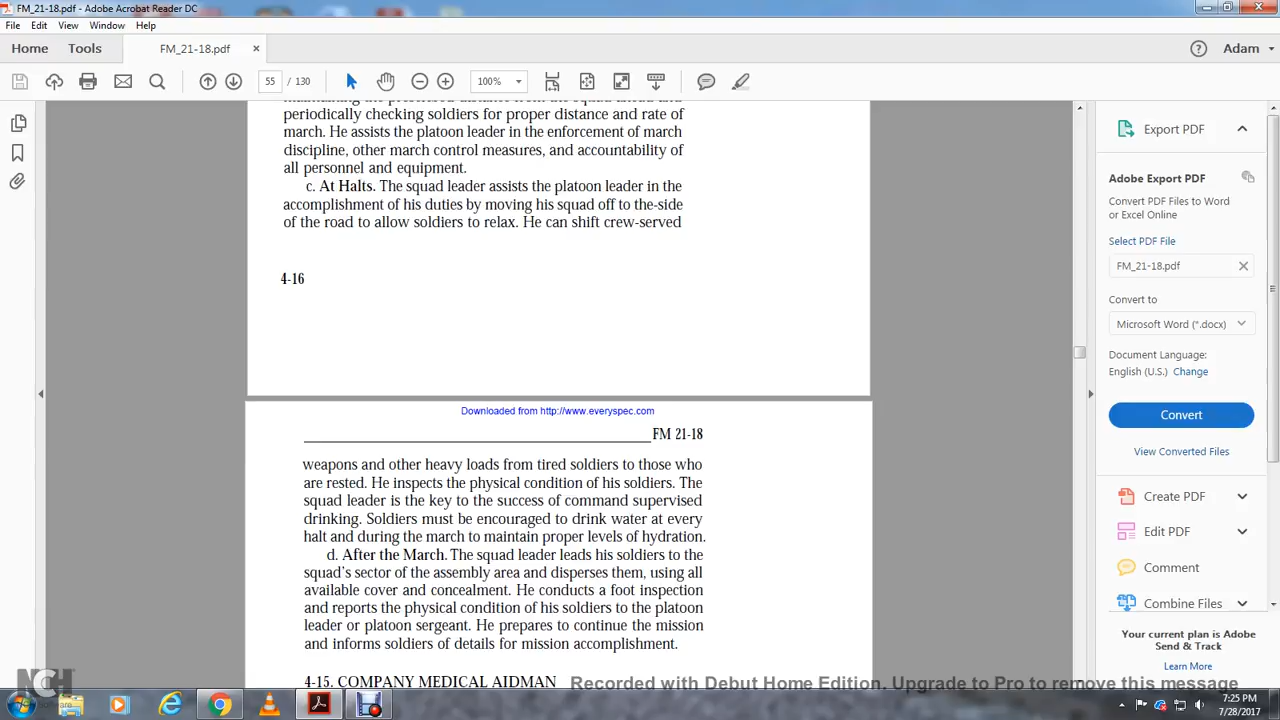 FM_21-18.pdf - Adobe Acrobat Reader DC
File Edit View Window Help
Home Tools FM_21-18.pdf × Adam
55 / 130 100%
maintaining the prescribed distance from the squad ahead and
periodically checking soldiers for proper distance and rate of
march. He assists the platoon leader in the enforcement of march
discipline, other march control measures, and accountability of
all personnel and equipment.
c. At Halts. The squad leader assists the platoon leader in the
accomplishment of his duties by moving his squad off to the-side
of the road to allow soldiers to relax. He can shift crew-served
4-16
Downloaded from http://www.everyspec.com
FM 21-18
weapons and other heavy loads from tired soldiers to those who
are rested. He inspects the physical condition of his soldiers. The
squad leader is the key to the success of command supervised
drinking. Soldiers must be encouraged to drink water at every
halt and during the march to maintain proper levels of hydration.
d. After the March. The squad leader leads his soldiers to the
squad's sector of the assembly area and disperses them, using all
available cover and concealment. He conducts a foot inspection
and reports the physical condition of his soldiers to the platoon
leader or platoon sergeant. He prepares to continue the mission
and informs soldiers of details for mission accomplishment.
4-15. COMPANY MEDICAL AIDMAN
Export PDF
Adobe Export PDF
Convert PDF Files to Word
or Excel Online
Select PDF File
FM_21-18.pdf
Convert to
Microsoft Word (*.docx)
Document Language:
English (U.S.) Change
Convert
View Converted Files
Create PDF
Edit PDF
Comment
Combine Files
Your current plan is Adobe
Send & Track
Learn More
Recorded with Debut Home Edition. Upgrade to Pro to remove this message
NCH
Software
7:25 PM
7/28/2017